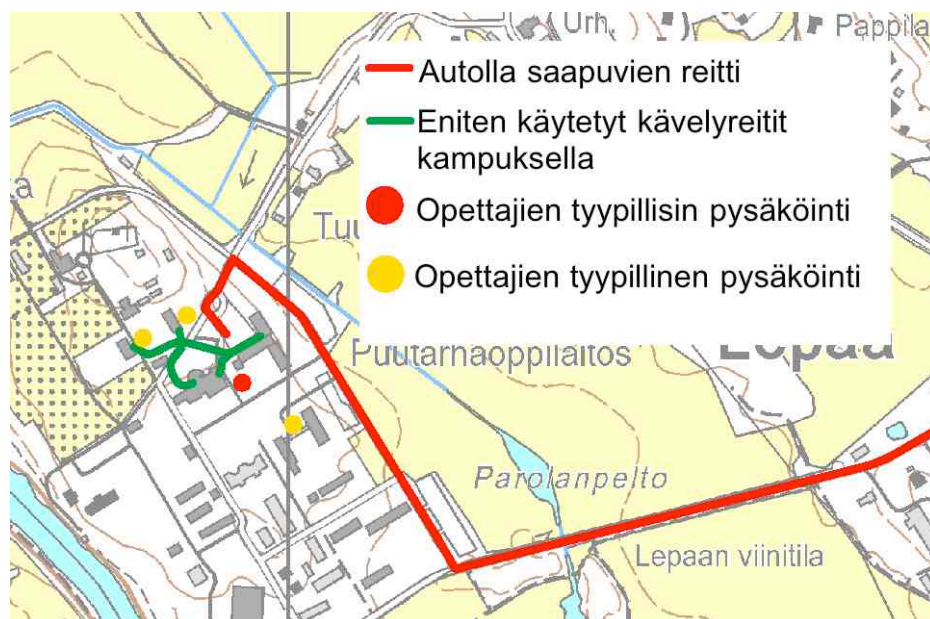 Urh.
Pappila
Autolla saapuvien reitti
Eniten käytetyt kävelyreitit
kampuksella
Opettajien tyypillisin pysäköinti
Opettajien tyypillinen pysäköinti
Puutarhaoppilaitos
Lepaa
Parolanpelto
Lepaan viinitila